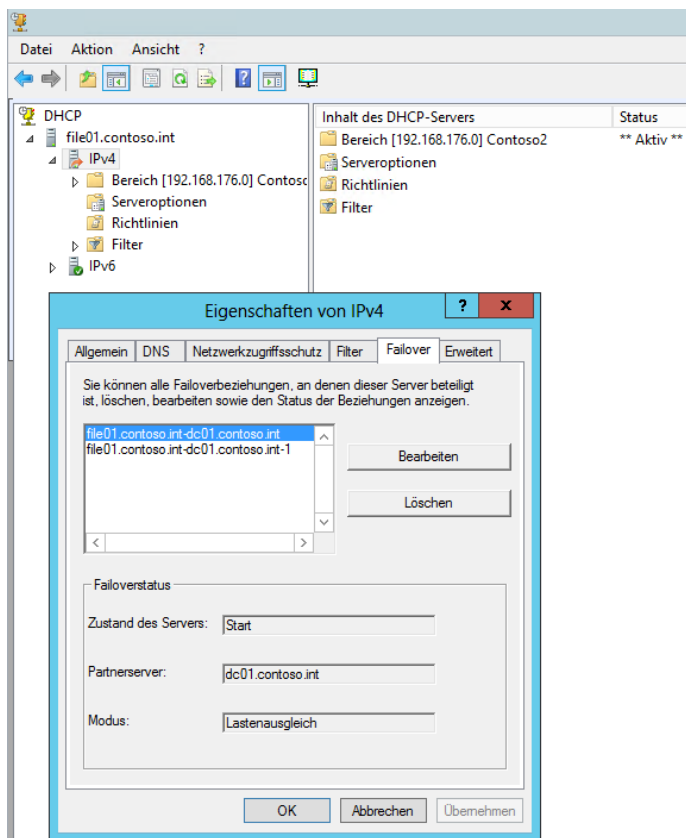 Datei Aktion Ansicht ?
DHCP
file01.contoso.int
IPv4
Bereich [192.168.176.0] Contoso
Serveroptionen
Richtlinien
Filter
IPv6
Inhalt des DHCP-Servers Status
Bereich [192.168.176.0] Contoso2 ** Aktiv **
Serveroptionen
Richtlinien
Filter
Eigenschaften von IPv4 ? x
Allgemein DNS Netzwerkzugriffsschutz Filter Failover Erweitert
Sie können alle Failoverbeziehungen, an denen dieser Server beteiligt
ist, löschen, bearbeiten sowie den Status der Beziehungen anzeigen.
file01.contoso.int-dc01.contoso.int
file01.contoso.int-dc01.contoso.int-1
Bearbeiten
Löschen
Failoverstatus
Zustand des Servers: Start
Partnerserver: dc01.contoso.int
Modus: Lastenausgleich
OK Abbrechen Übernehmen